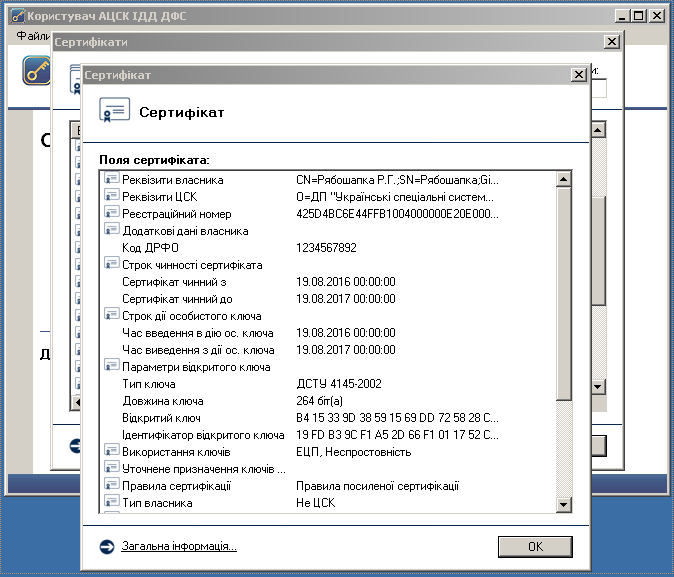 Користувач АЦСК ІДД ДФС
Файли
Сертифікати
Сертифікат
Сертифікат
Поля сертифіката:
Реквізити власника CN=Рябошапка Р.Г.;SN=Рябошапка;Gi...
Реквізити ЦСК O=ДП "Українські спеціальні систем...
Реєстраційний номер 425D4BC6E44FFB1004000000E20E000...
Додаткові дані власника
Код ДРФО 1234567892
Строк чинності сертифіката
Сертифікат чинний з 19.08.2016 00:00:00
Сертифікат чинний до 19.08.2017 00:00:00
Строк дії особистого ключа
Час введення в дію ос. ключа 19.08.2016 00:00:00
Час виведення з дії ос. ключа 19.08.2017 00:00:00
Параметри відкритого ключа
Тип ключа ДСТУ 4145-2002
Довжина ключа 264 біт(а)
Відкритий ключ B4 15 33 9D 38 59 15 69 DD 72 58 28 C...
Ідентифікатор відкритого ключа 19 FD B3 9C F1 A5 2D 66 F1 01 17 52 C...
Використання ключів ЕЦП, Неспростовність
Уточнене призначення ключів ...
Правила сертифікації Правила посиленої сертифікації
Тип власника Не ЦСК
Загальна інформація...
OK